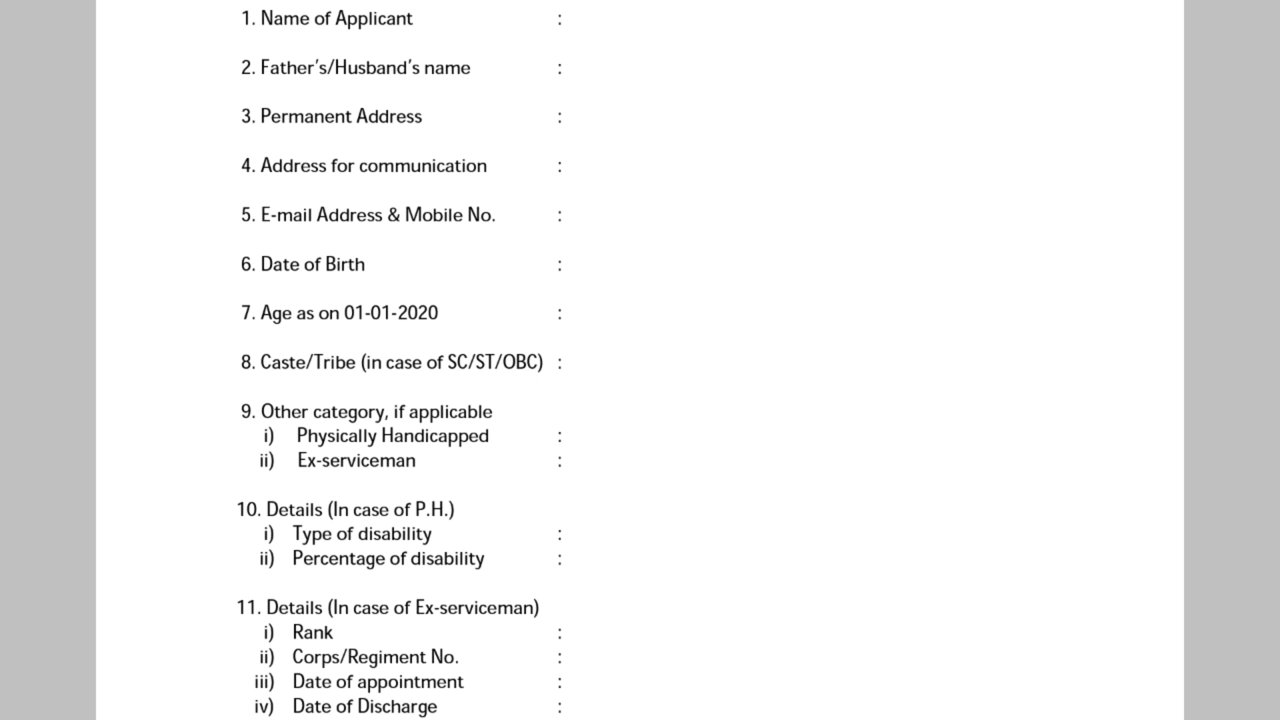 1. Name of Applicant :
2. Father's/Husband's name :
3. Permanent Address :
4. Address for communication :
5. E-mail Address & Mobile No. :
6. Date of Birth :
7. Age as on 01-01-2020 :
8. Caste/Tribe (in case of SC/ST/OBC) :
9. Other category, if applicable
i) Physically Handicapped :
ii) Ex-serviceman :
10. Details (In case of P.H.)
i) Type of disability :
ii) Percentage of disability :
11. Details (In case of Ex-serviceman)
i) Rank :
ii) Corps/Regiment No. :
iii) Date of appointment :
iv) Date of Discharge :